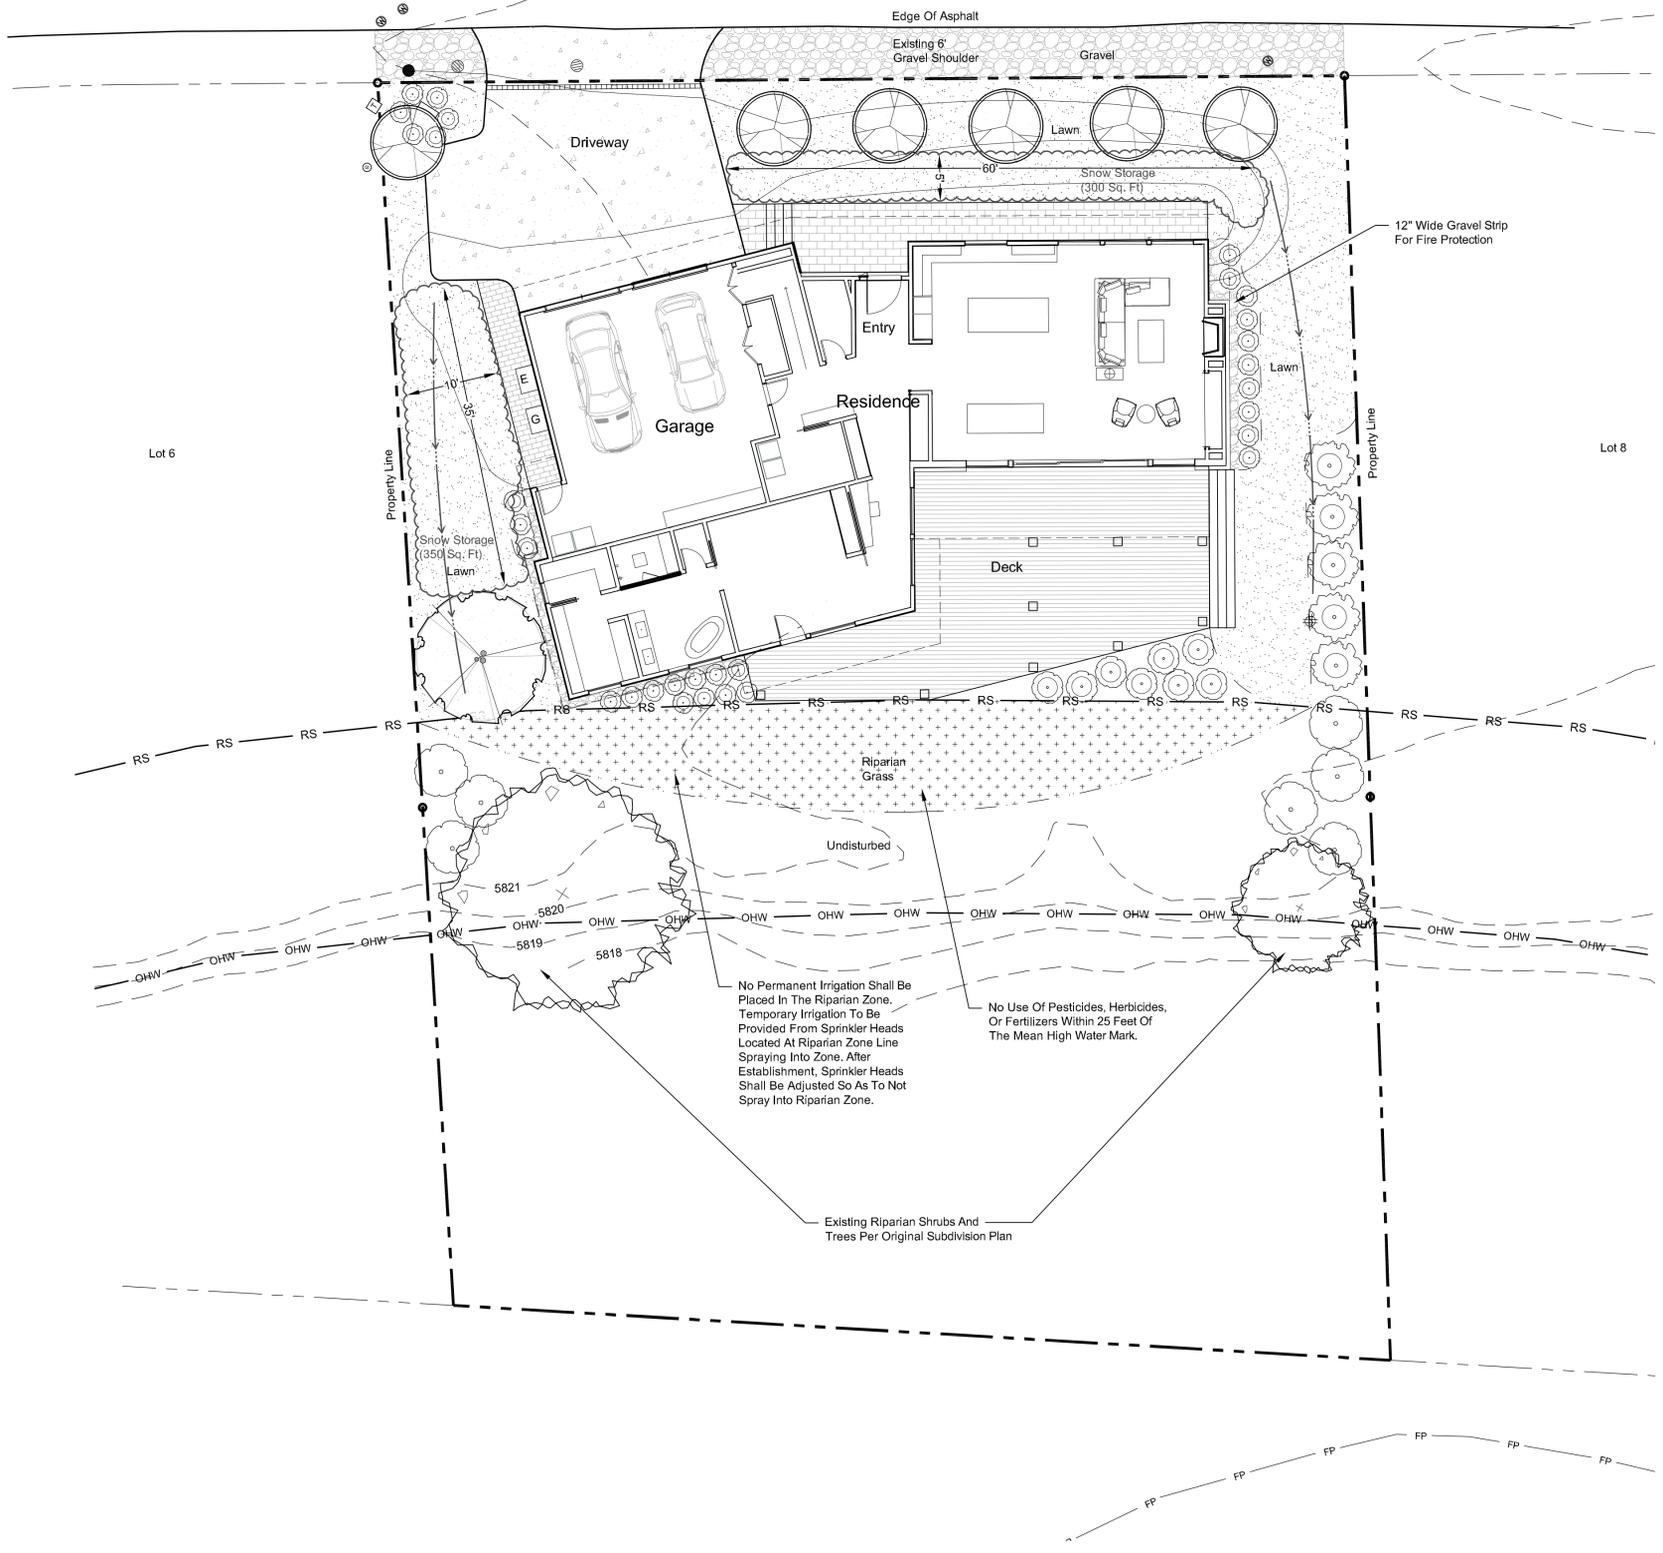 Edge Of Asphalt
Existing 6'
Gravel Shoulder
Gravel
Driveway
Lawn
60'
5'
Snow Storage
(300 Sq. Ft)
12" Wide Gravel Strip
For Fire Protection
Entry
Residence
Garage
E
G
10'
35'
Lawn
Property Line
Property Line
Lot 6
Lot 8
Snow Storage
(350 Sq. Ft)
Lawn
Deck
RS RS RS RS RS RS RS RS RS RS RS RS RS RS RS RS RS RS
Riparian
Grass
Undisturbed
5821
5820
5819
5818
OHW OHW OHW OHW OHW OHW OHW OHW OHW OHW OHW OHW OHW OHW OHW OHW OHW OHW OHW OHW
No Permanent Irrigation Shall Be
Placed In The Riparian Zone.
Temporary Irrigation To Be
Provided From Sprinkler Heads
Located At Riparian Zone Line
Spraying Into Zone. After
Establishment, Sprinkler Heads
Shall Be Adjusted So As To Not
Spray Into Riparian Zone.
No Use Of Pesticides, Herbicides,
Or Fertilizers Within 25 Feet Of
The Mean High Water Mark.
Existing Riparian Shrubs And
Trees Per Original Subdivision Plan
FP FP FP FP FP FP